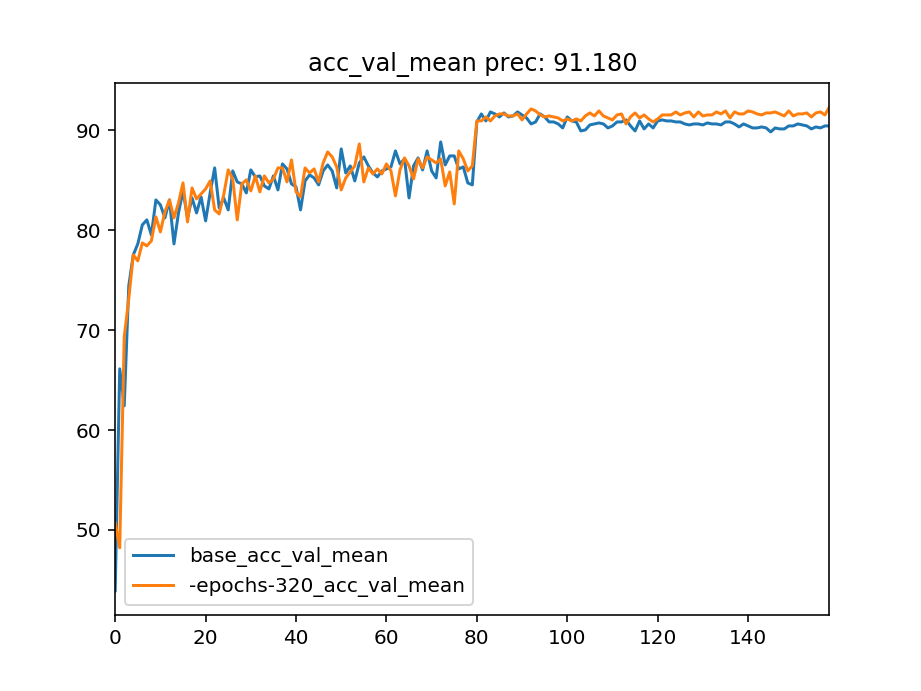 acc_val_mean prec: 91.180
90
80
70
60
50
base_acc_val_mean
-epochs-320_acc_val_mean
0 20 40 60 80 100 120 140